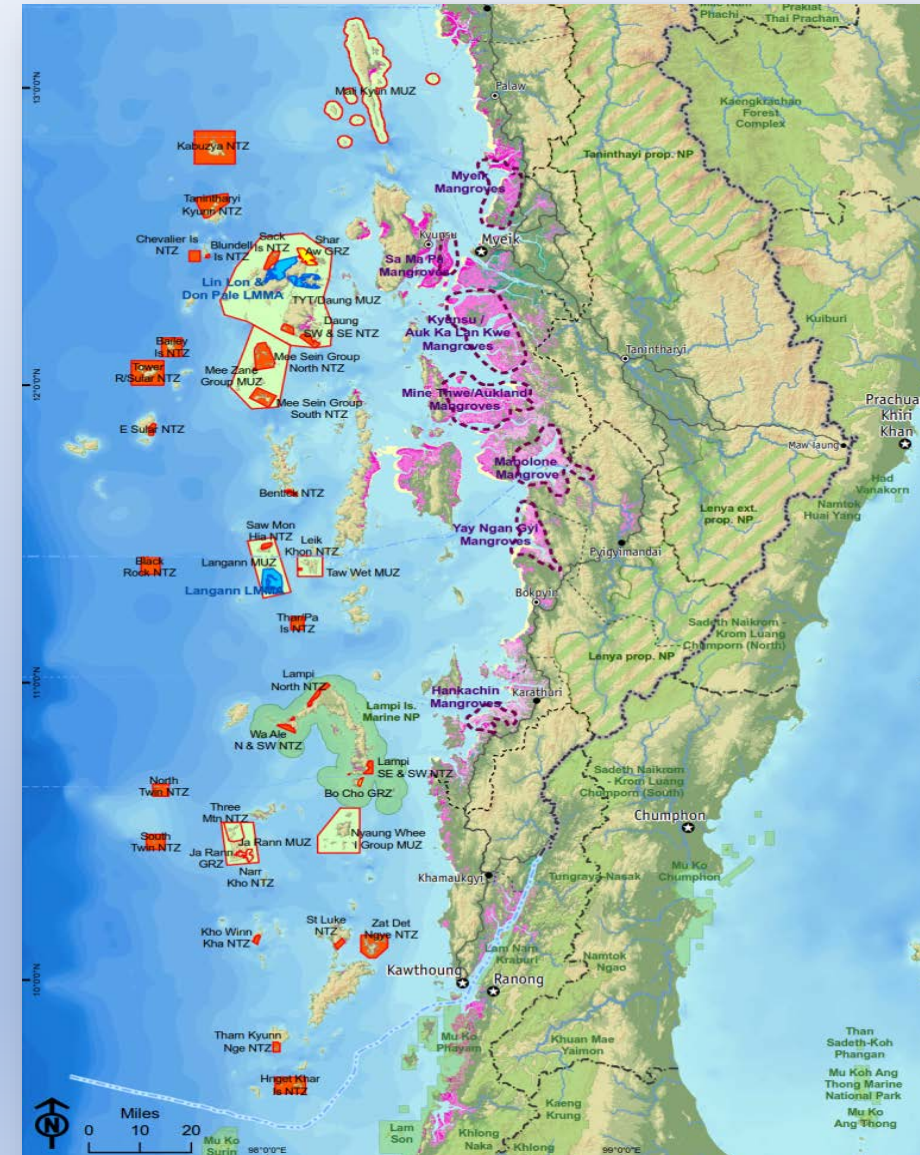 Mae Nam
Phachi
Prakiat
Thai Prachan
13°0'0"N
Mali Kyun MUZ
Palaw
Kaengkrachao
Forest
Complex
Kabuzya NTZ
Taninthayi prop. NP
Myeik
Mangroves
Tanintharyi
Kyunn NTZ
Chevalier Is
NTZ
Blundell
Is NTZ
Sack
Is NTZ
Shar
Aw GRZ
Kyunsu
Myeik
Sa Ma Pa
Mangroves
Lin Lon &
Don Pale LMMA
TYT/Daung MUZ
Daung
SW & SE NTZ
Kyunsu /
Auk Ka Lan Kwe
Mangroves
Kuiburi
Bailey
Is NTZ
Tower
R/Sular NTZ
Mee Sein Group
North NTZ
Mee Zane
Group MUZ
Tanintharyi
12°0'0"N
Mee Sein Group
South NTZ
Mine Thwe/Aukland
Mangroves
Prachua
Khiri
Khan
E Sular NTZ
Maw Taung
Manolone
Mangrove
Had
Vanakorn
Bentick NTZ
Lenya ext.
prop. NP
Namtok
Huai Yang
Saw Mon
Hla NTZ
Leik
Khon NTZ
Yay Ngan Gyi
Mangroves
Black
Rock NTZ
Langann MUZ
Taw Wet MUZ
Pyigyimandai
Langann LMMA
Bokpyin
Thar/Pa
Is NTZ
Sadeth Naikrom -
Krom Luang
Chumporn (North)
Lenya prop. NP
11°0'0"N
Lampi
North NTZ
Hankachin
Mangroves
Karathuri
Lampi Is.
Marine NP
Wa Ale
N & SW NTZ
Lampi
SE & SW NTZ
Bo Cho GRZ
Sadeth Naikrom
- Krom Luang
Chumporn (South)
North
Twin NTZ
Three
Mtn NTZ
Chumphon
South
Twin NTZ
Ja Rann MUZ
Nyaung Whee
I Group MUZ
Ja Rann
GRZ
Narr
Kho NTZ
Mu Ko
Chumphon
Khamaukgyi
Tungraya-Nasak
Kho Winn
Kha NTZ
St Luke
NTZ
Zat Det
Ngye NTZ
Lam Nam
Kraburi
Namtok
Ngao
10°0'0"N
Kawthoung
Ranong
Tham Kyunn
Nge NTZ
Mu Ko
Phayam
Khuan Mae
Yaimon
Than
Sadeth-Koh
Phangan
Hnget Khar
Is NTZ
Mu Koh Ang
Thong Marine
National Park
Mu Ko
Ang Thong
Miles
N
0 10 20
Kaeng
Krung
Mu Ko
Surin
98°0'0"E
Lam
Son
Khlong
Naka
Khlong
99°0'0"E